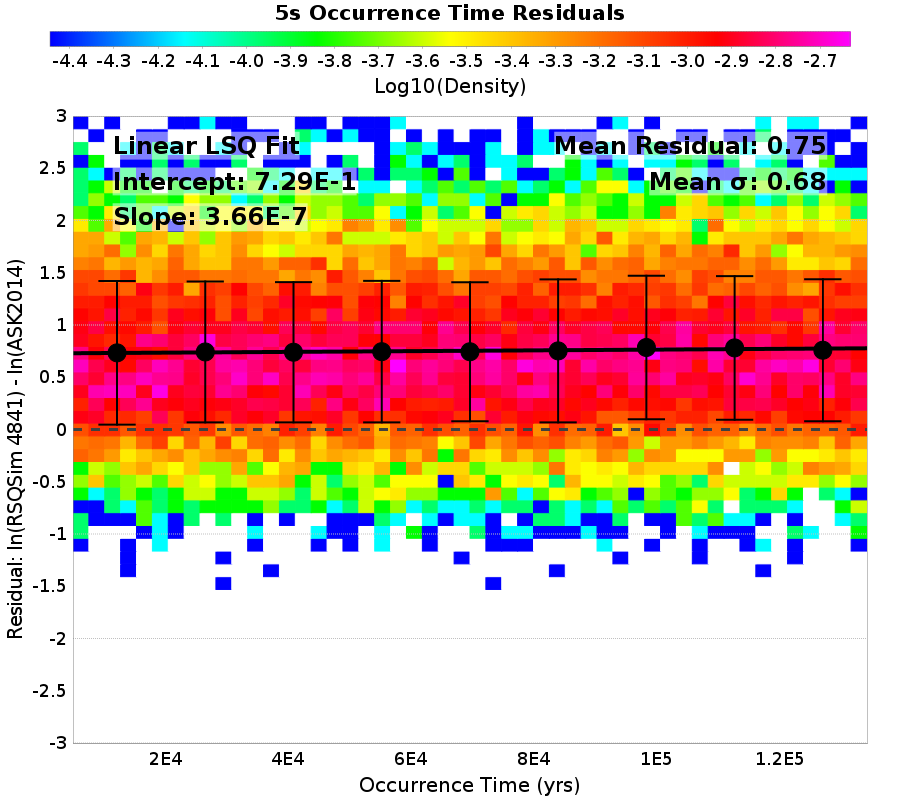 5s Occurrence Time Residuals
-4.4 -4.3 -4.2 -4.1 -4.0 -3.9 -3.8 -3.7 -3.6 -3.5 -3.4 -3.3 -3.2 -3.1 -3.0 -2.9 -2.8 -2.7
Log10(Density)
Linear LSQ Fit
Intercept: 7.29E-1
Slope: 3.66E-7
Mean Residual: 0.75
Mean σ: 0.68
Residual: ln(RSQSim 4841) - ln(ASK2014)
3
2.5
2
1.5
1
0.5
0
-0.5
-1
-1.5
-2
-2.5
-3
2E4 4E4 6E4 8E4 1E5 1.2E5
Occurrence Time (yrs)